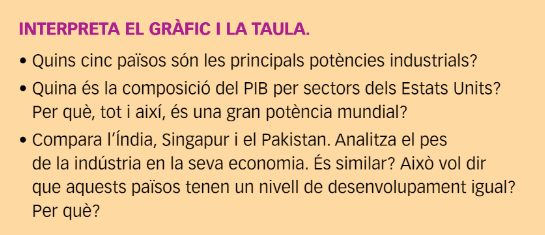 INTERPRETA EL GRÀFIC I LA TAULA.
• Quins cinc països són les principals potències industrials?
• Quina és la composició del PIB per sectors dels Estats Units?
Per què, tot i així, és una gran potència mundial?
• Compara l’Índia, Singapur i el Pakistan. Analitza el pes
de la indústria en la seva economia. És similar? Això vol dir
que aquests països tenen un nivell de desenvolupament igual?
Per què?